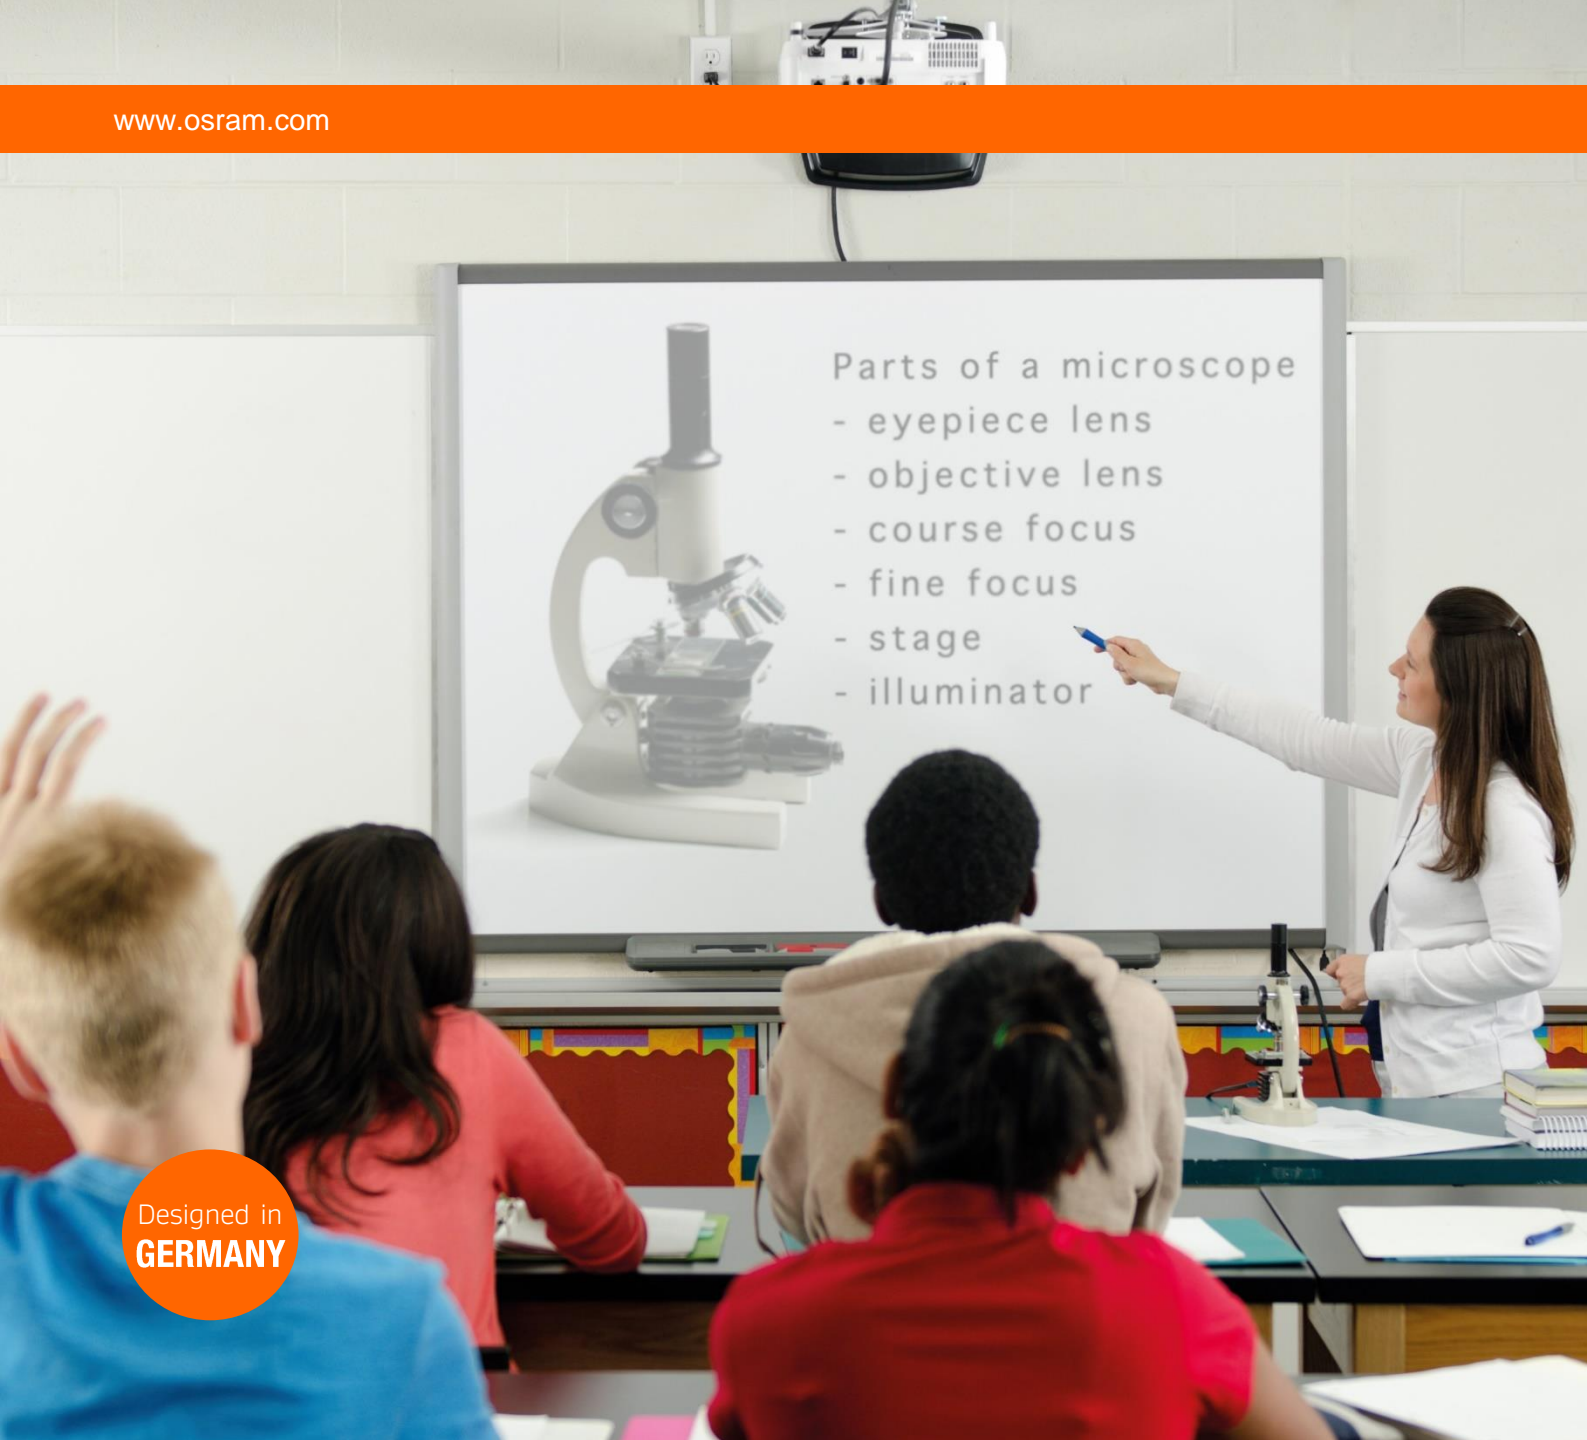 www.osram.com
Parts of a microscope
- eyepiece lens
- objective lens
- course focus
- fine focus
- stage
- illuminator
Designed in
GERMANY